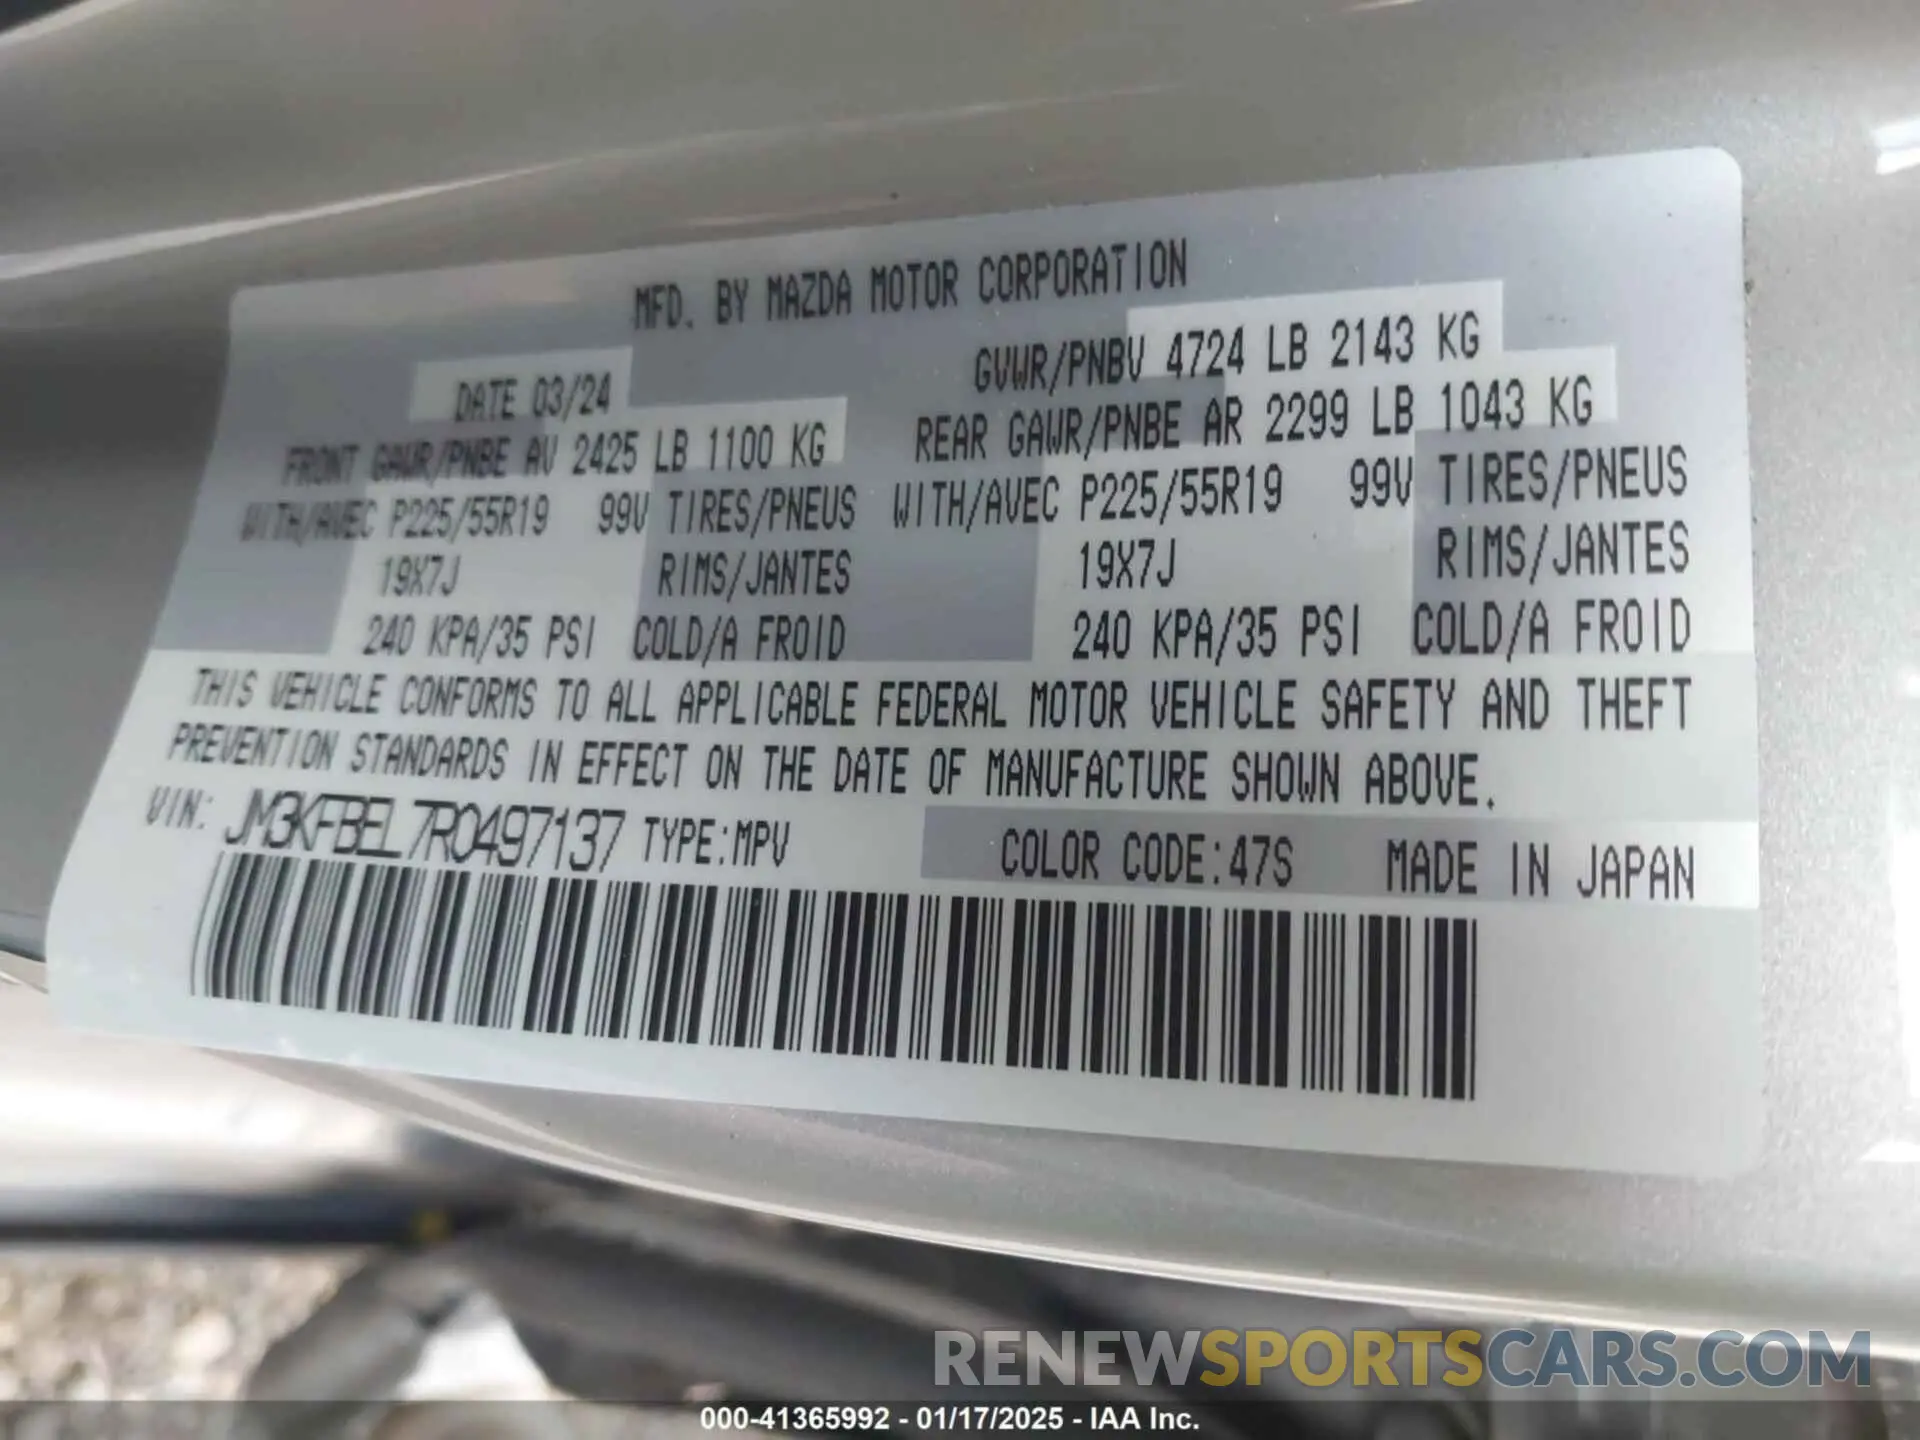 MFD. BY MAZDA MOTOR CORPORATION
DATE 03/24 GVWR/PNBV 4724 LB 2143 KG
FRONT GAWR/PNBE AV 2425 LB 1100 KG REAR GAWR/PNBE AR 2299 LB 1043 KG
WITH/AVEC P225/55R19 99V TIRES/PNEUS WITH/AVEC P225/55R19 99V TIRES/PNEUS
19X7J RIMS/JANTES 19X7J RIMS/JANTES
240 KPA/35 PSI COLD/A FROID 240 KPA/35 PSI COLD/A FROID
THIS VEHICLE CONFORMS TO ALL APPLICABLE FEDERAL MOTOR VEHICLE SAFETY AND THEFT
PREVENTION STANDARDS IN EFFECT ON THE DATE OF MANUFACTURE SHOWN ABOVE.
VIN: JM3KFBEL7R0497137 TYPE:MPV COLOR CODE:47S MADE IN JAPAN
RENEWSPORTSCARS.COM
000-41365992 - 01/17/2025 - IAA Inc.